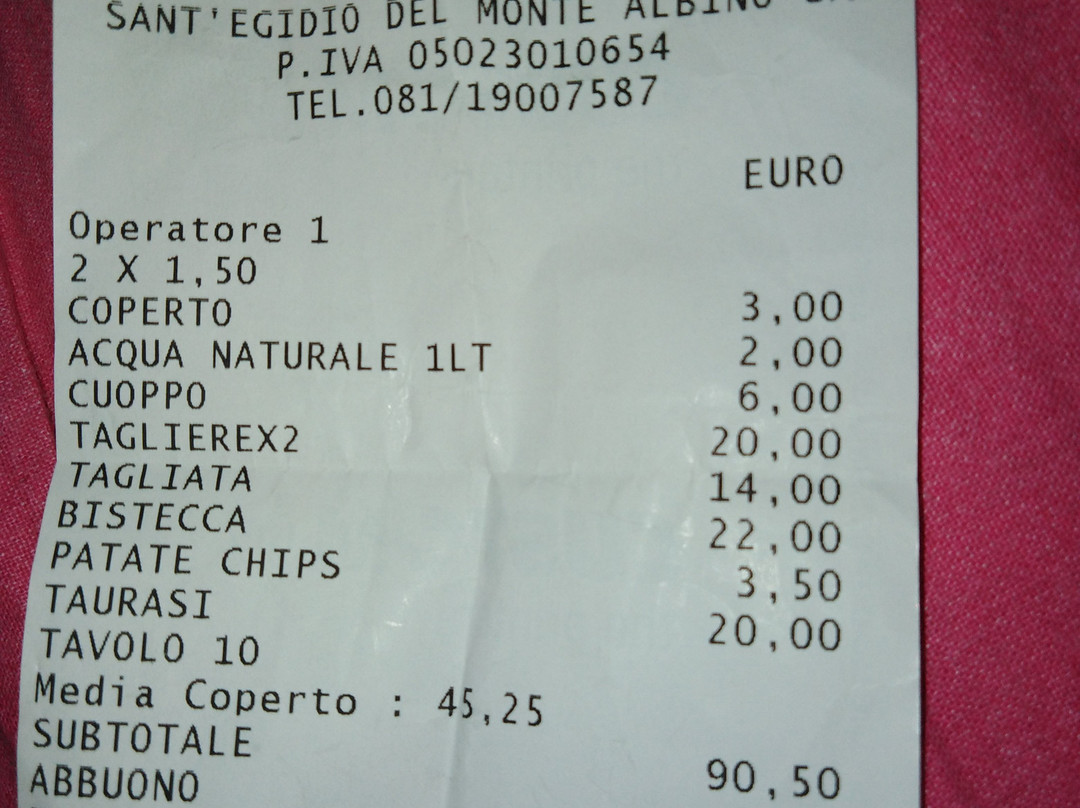 SANT'EGIDIO DEL MONTE ALBINO
P.IVA 05023010654
TEL.081/19007587
EURO
Operatore 1
2 X 1,50
COPERTO 3,00
ACQUA NATURALE 1LT 2,00
CUOPPO 6,00
TAGLIEREX2 20,00
TAGLIATA 14,00
BISTECCA 22,00
PATATE CHIPS 3,50
TAURASI 20,00
TAVOLO 10
Media Coperto : 45,25
SUBTOTALE 90,50
ABBUONO